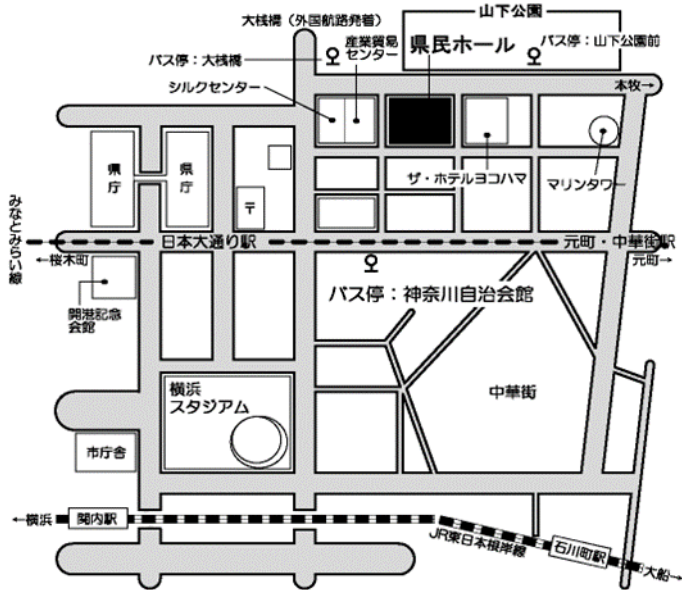 山下公園
大桟橋（外国航路発着）
バス停：大桟橋
産業貿易
センター
県民ホール
バス停：山下公園前
シルクセンター
本牧→
県庁
県庁
〒
ザ・ホテルヨコハマ
マリンタワー
みなとみらい線
日本大通り駅
元町・中華街駅
←桜木町
元町→
開港記念
会館
バス停：神奈川自治会館
横浜
スタジアム
中華街
市庁舎
←横浜
関内駅
JR東日本根岸線
石川町駅
大船→